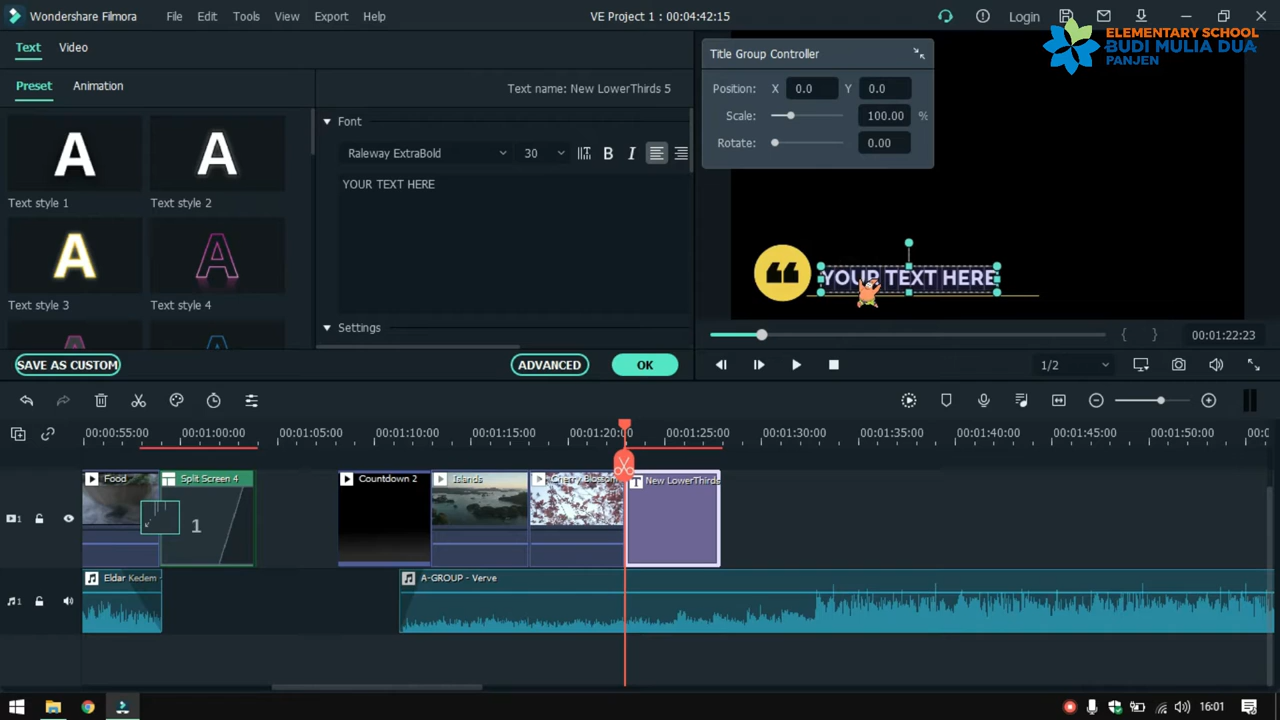 Wondershare Filmora
File
Edit
Tools
View
Export
Help
VE Project 1 : 00:04:42:15
Login
ELEMENTARY SCHOOL
BUDI MULIA DUA
PANJEN
Text
Video
Preset
Animation
Text name: New LowerThirds 5
A
A
Text style 1
Text style 2
A
A
Text style 3
Text style 4
Font
Raleway ExtraBold
30
B
I
YOUR TEXT HERE
Settings
SAVE AS CUSTOM
ADVANCED
OK
Title Group Controller
Position: X 0.0 Y 0.0
Scale: 100.00 %
Rotate: 0.00
YOUR TEXT HERE
{ }
00:01:22:23
1/2
00:00:55:00
00:01:00:00
00:01:05:00
00:01:10:00
00:01:15:00
00:01:20:00
00:01:25:00
00:01:30:00
00:01:35:00
00:01:40:00
00:01:45:00
00:01:50:00
1
Food
Split Screen 4
1
Countdown 2
Islands
Cherry Blossom
T New LowerThirds
1
Eldar Kedem
A-GROUP - Verve
16:01